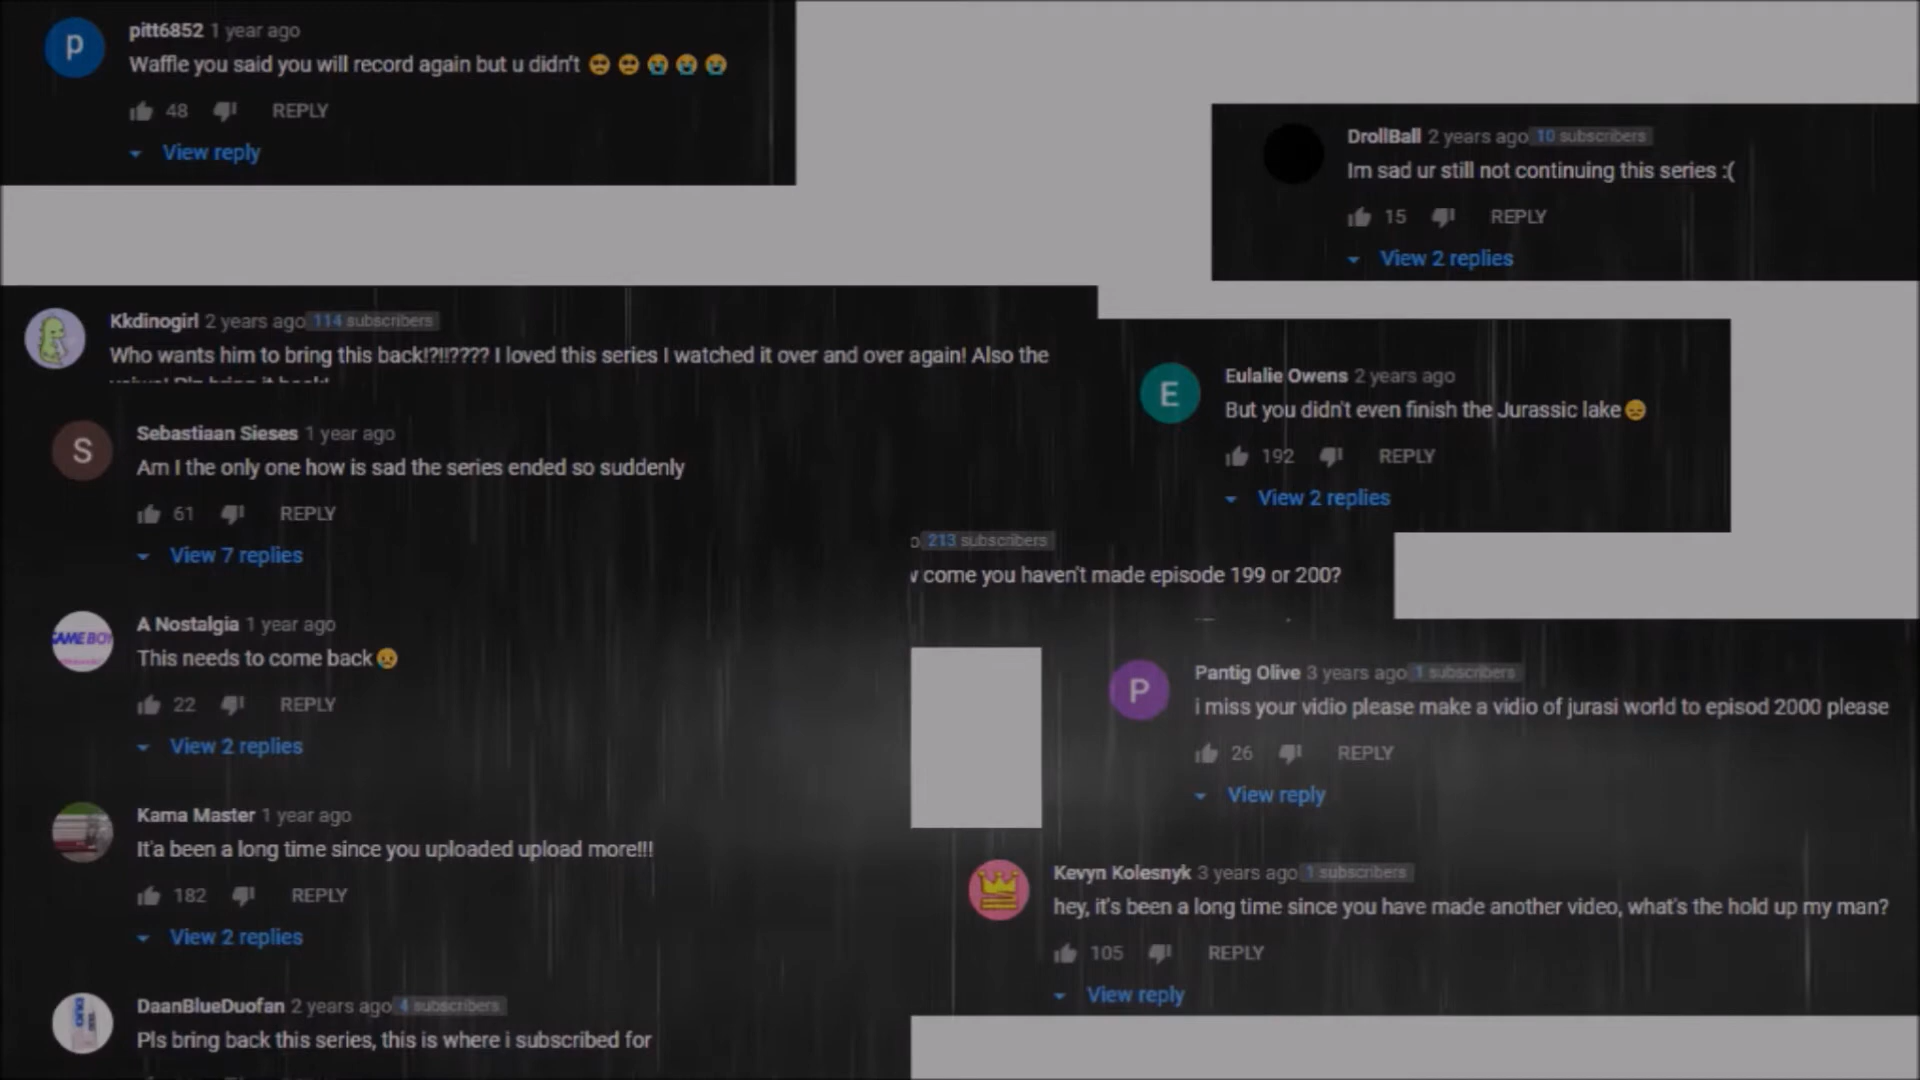 p
pitt6852 1 year ago
Waffle you said you will record again but u didn't 🥺 🥺 😭 😭 😭
48 REPLY
View reply
DrollBall 2 years ago 10 subscribers
Im sad ur still not continuing this series :(
15 REPLY
View 2 replies
Kkdinogirl 2 years ago 114 subscribers
Who wants him to bring this back!?!!???? I loved this series I watched it over and over again! Also the
E
Eulalie Owens 2 years ago
But you didn't even finish the Jurassic lake😞
192 REPLY
View 2 replies
S
Sebastiaan Sieses 1 year ago
Am I the only one how is sad the series ended so suddenly
61 REPLY
View 7 replies
213 subscribers
come you haven't made episode 199 or 200?
GAME BOY
A Nostalgia 1 year ago
This needs to come back😢
22 REPLY
View 2 replies
P
Pantig Olive 3 years ago 1 subscribers
i miss your vidio please make a vidio of jurasi world to episod 2000 please
26 REPLY
View reply
Kama Master 1 year ago
It'a been a long time since you uploaded upload more!!!
182 REPLY
View 2 replies
Kevyn Kolesnyk 3 years ago 1 subscribers
hey, it's been a long time since you have made another video, what's the hold up my man?
105 REPLY
View reply
DaanBlueDuofan 2 years ago 4 subscribers
Pls bring back this series, this is where i subscribed for